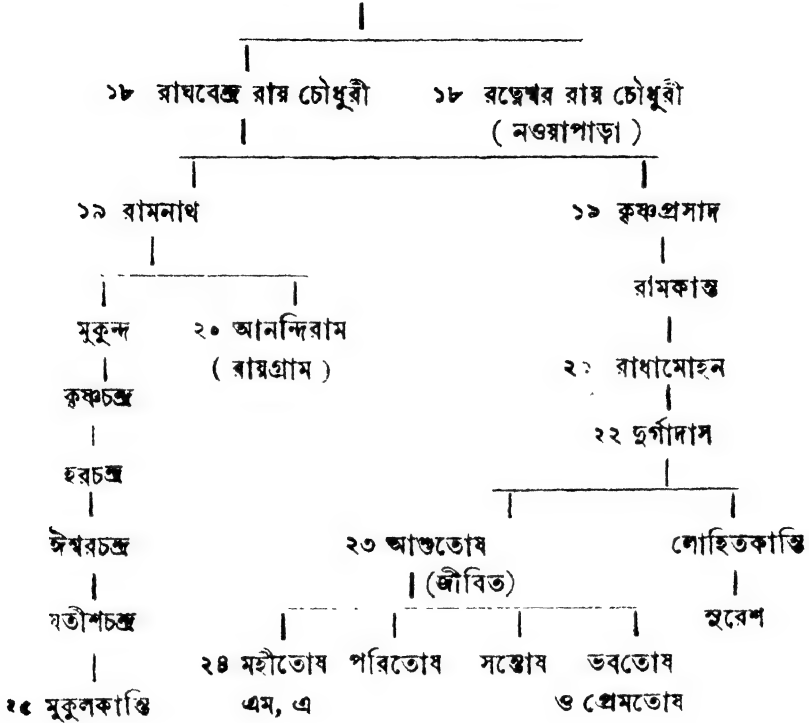 ১৮ রাঘবেন্দ্র রায় চৌধুরী ১৮ রত্নেশ্বর রায় চৌধুরী
( নওয়াপাড়া )
১৯ রামনাথ ১৯ কৃষ্ণপ্রসাদ
রামকান্ত
মুকুন্দ ২০ আনন্দিরাম
( রায়গ্রাম ) ২১ রাধামোহন
কৃষ্ণচন্দ্র
২২ দুর্গাদাস
হরচন্দ্র
ঈশ্বরচন্দ্র ২৩ আশুতোষ লোহিতকান্তি
(জীবিত)
যতীশচন্দ্র সুরেশ
২৪ মহীতোষ পরিতোষ সন্তোষ ভবতোষ
২৫ মুকুলকান্তি এম, এ ও প্রেমতোষ